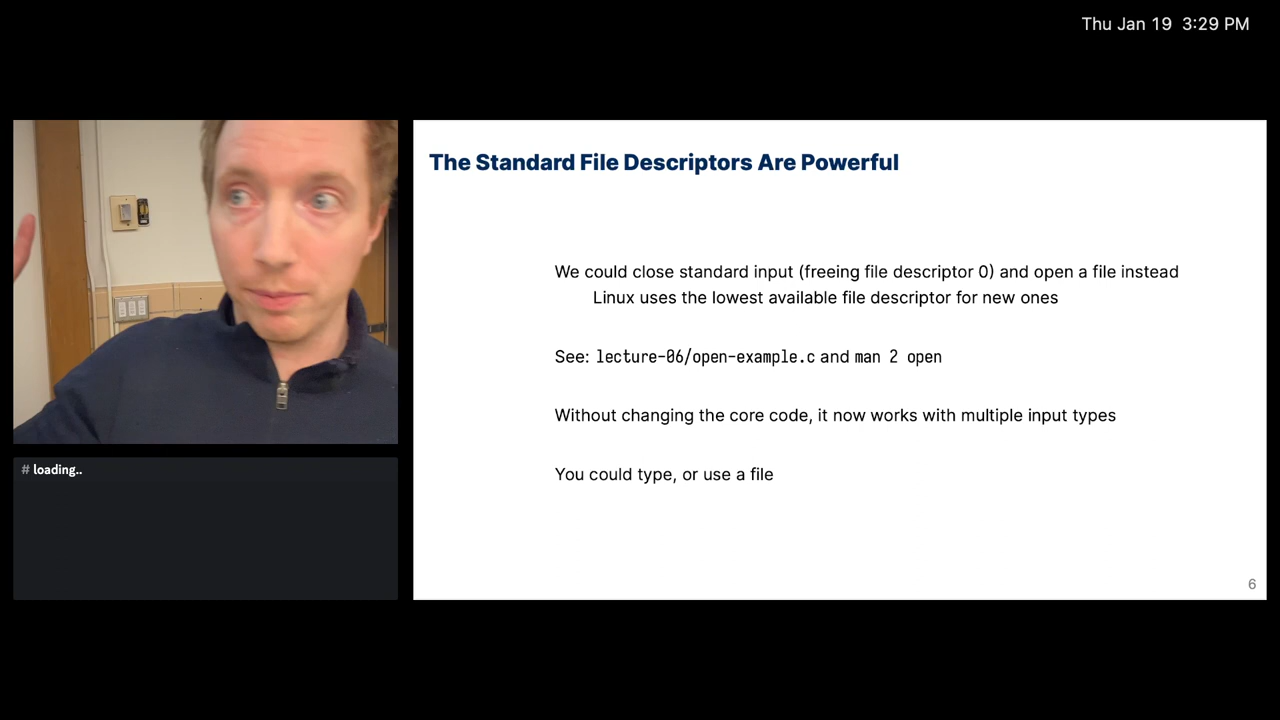 Thu Jan 19 3:29 PM
The Standard File Descriptors Are Powerful
We could close standard input (freeing file descriptor 0) and open a file instead
Linux uses the lowest available file descriptor for new ones
See: lecture-06/open-example.c and man 2 open
Without changing the core code, it now works with multiple input types
You could type, or use a file
# loading..
6